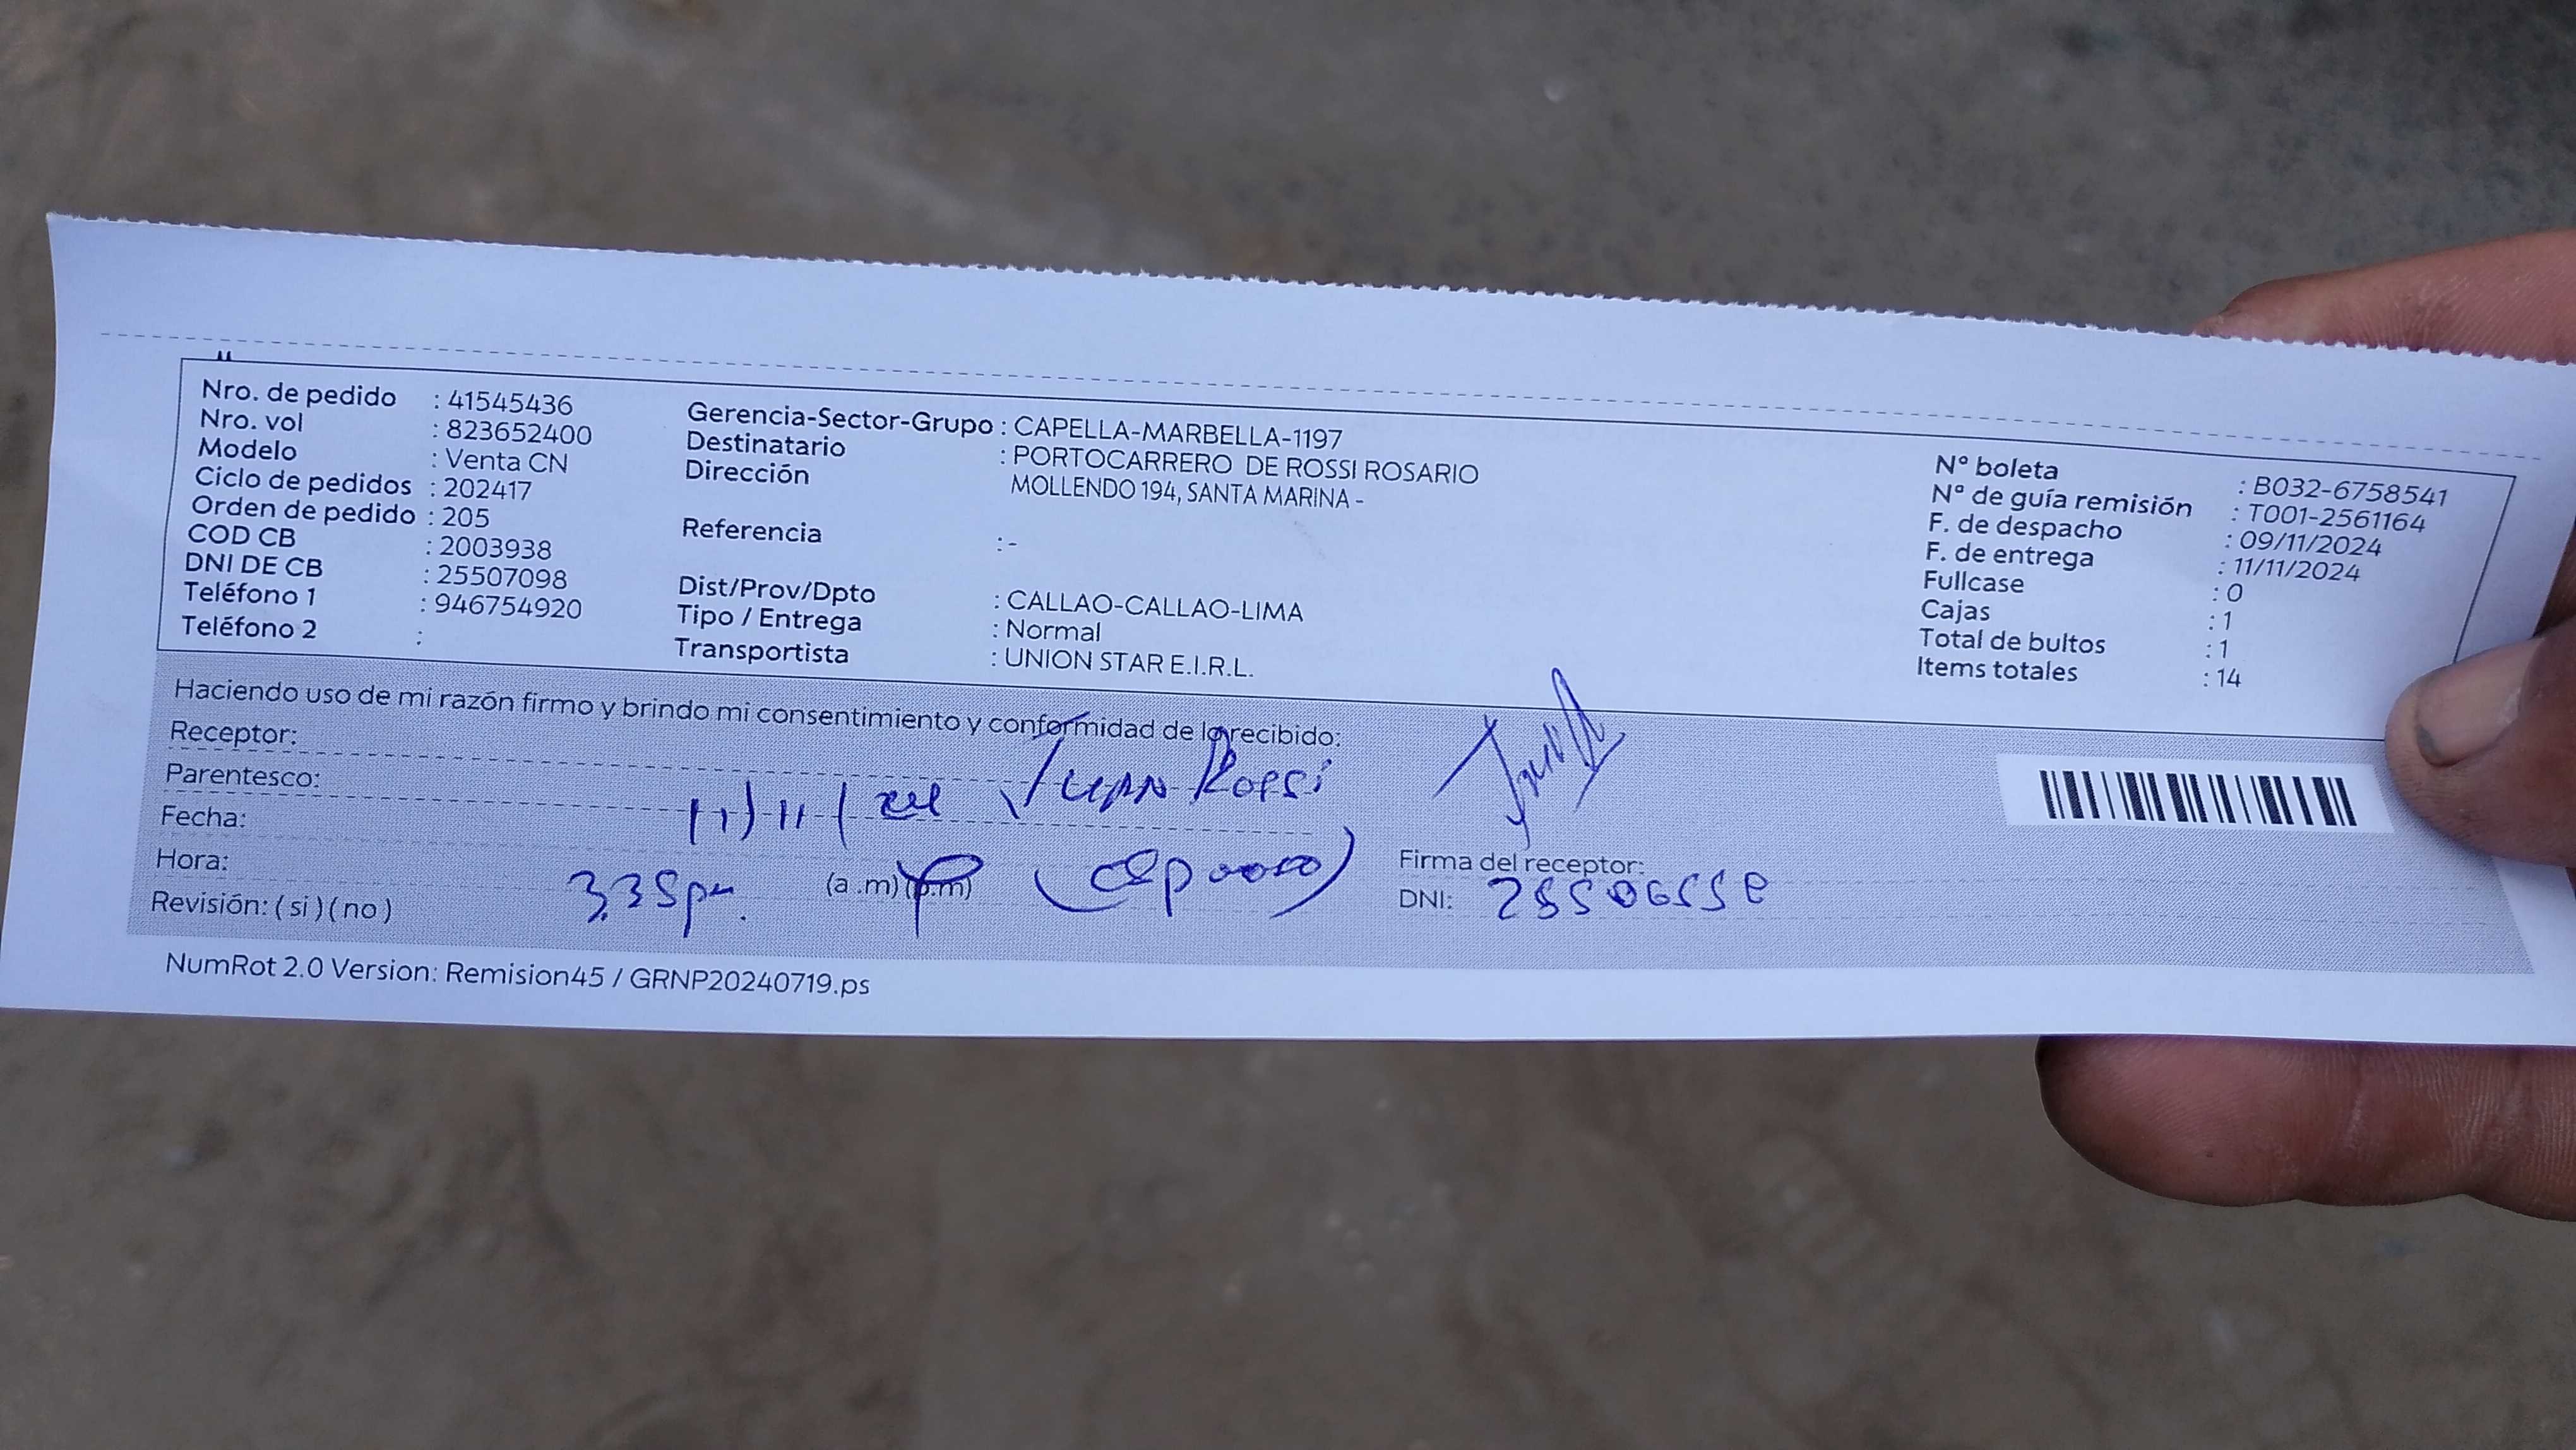 Nro. de pedido : 41545436
Nro. vol : 823652400
Modelo : Venta CN
Ciclo de pedidos : 202417
Orden de pedido : 205
COD CB : 2003938
DNI DE CB : 25507098
Teléfono 1 : 946754920
Teléfono 2 :
Gerencia-Sector-Grupo : CAPELLA-MARBELLA-1197
Destinatario : PORTOCARRERO DE ROSSI ROSARIO
Dirección MOLLENDO 194, SANTA MARINA -
Referencia : -
Dist/Prov/Dpto : CALLAO-CALLAO-LIMA
Tipo / Entrega : Normal
Transportista : UNION STAR E.I.R.L.
N° boleta : B032-6758541
N° de guía remisión : T001-2561164
F. de despacho : 09/11/2024
F. de entrega : 11/11/2024
Fullcase : 0
Cajas : 1
Total de bultos : 1
Items totales : 14
Haciendo uso de mi razón firmo y brindo mi consentimiento y conformidad de lo recibido:
Receptor: Juan Rossi
Parentesco:
Fecha: 11/11/24
Hora: 3.35pm (a.m) (p.m) (esposo)
Revisión: ( si ) ( no )
Firma del receptor:
DNI:
NumRot 2.0 Version: Remision45 / GRNP20240719.ps